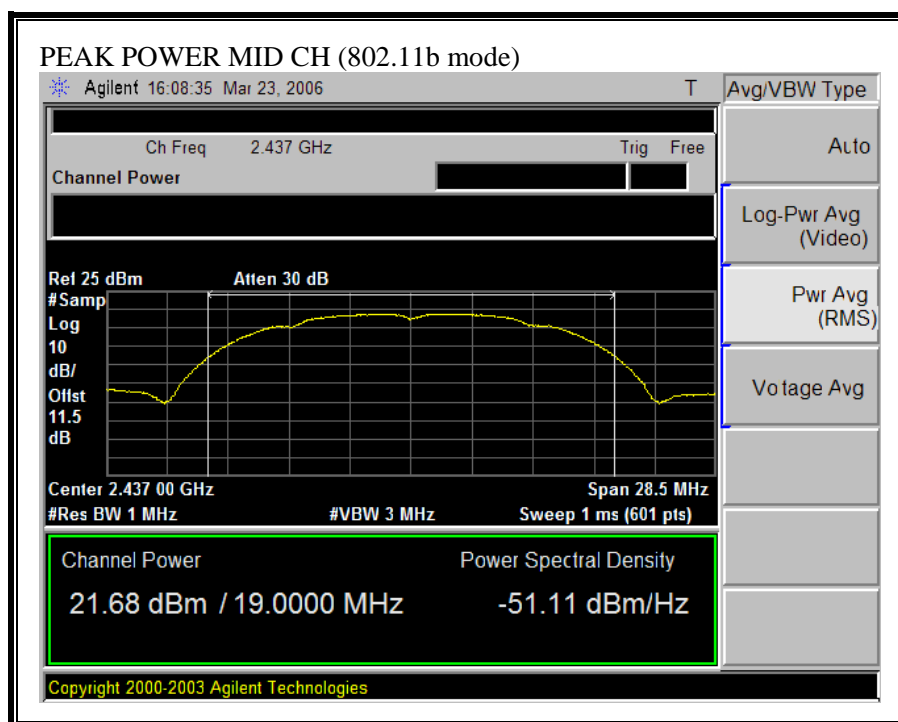 PEAK POWER MID CH (802.11b mode)
Agilent 16:08:35 Mar 23, 2006 T
Avg/VBW Type
Ch Freq 2.437 GHz Trig Free
Channel Power
Auto
Log-Pwr Avg
(Video)
Pwr Avg
(RMS)
Voltage Avg
Ref 25 dBm Atten 30 dB
#Samp
Log
10
dB/
Offst
11.5
dB
Center 2.437 00 GHz Span 28.5 MHz
#Res BW 1 MHz #VBW 3 MHz Sweep 1 ms (601 pts)
Channel Power Power Spectral Density
21.68 dBm / 19.0000 MHz -51.11 dBm/Hz
Copyright 2000-2003 Agilent Technologies